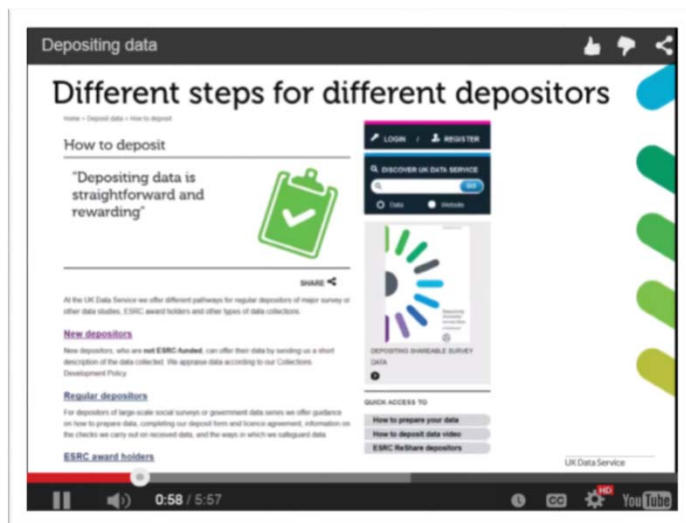 Depositing data
Different steps for different depositors
Home > Deposit data > How to deposit
How to deposit
"Depositing data is
straightforward and
rewarding"
SHARE
At the UK Data Service we offer different pathways for regular depositors of major survey or
other data studies, ESRC award holders and other types of data collections.
New depositors
New depositors, who are not ESRC-funded, can offer their data by sending us a short
description of the data collected. We appraise data according to our Collections
Development Policy.
Regular depositors
For depositors of large-scale social surveys or government data series we offer guidance
on how to prepare data, completing our deposit form and licence agreement, information on
the checks we carry out on received data, and the ways in which we safeguard data.
ESRC award holders
LOGIN / REGISTER
DISCOVER UK DATA SERVICE
GO
Data Website
DEPOSITING SHAREABLE SURVEY
DATA
QUICK ACCESS TO
How to prepare your data
How to deposit data video
ESRC ReShare depositors
UK Data Service
0:58 / 5:57
CC
HD
YouTube